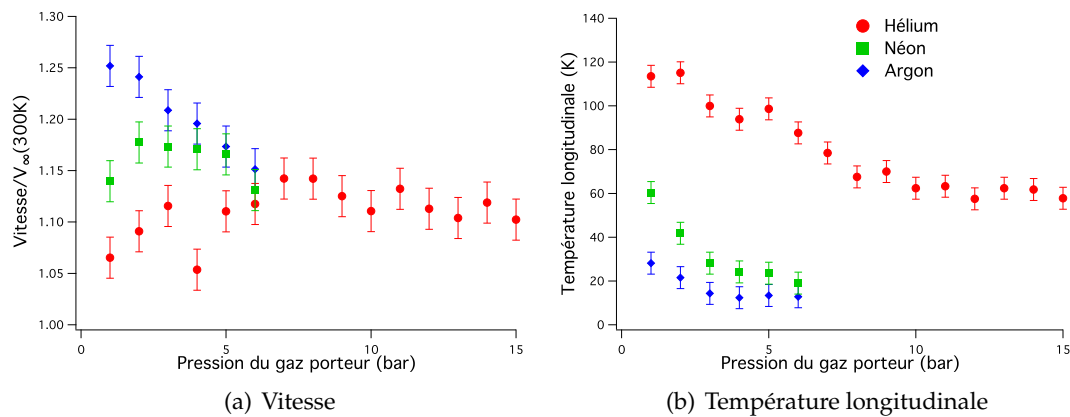 1.30
1.25
1.20
1.15
1.10
1.05
1.00
Vitesse/V∞(300K)
0
5
10
15
Pression du gaz porteur (bar)
(a) Vitesse
140
120
100
80
60
40
20
0
Température longitudinale (K)
Hélium
Néon
Argon
0
5
10
15
Pression du gaz porteur (bar)
(b) Température longitudinale